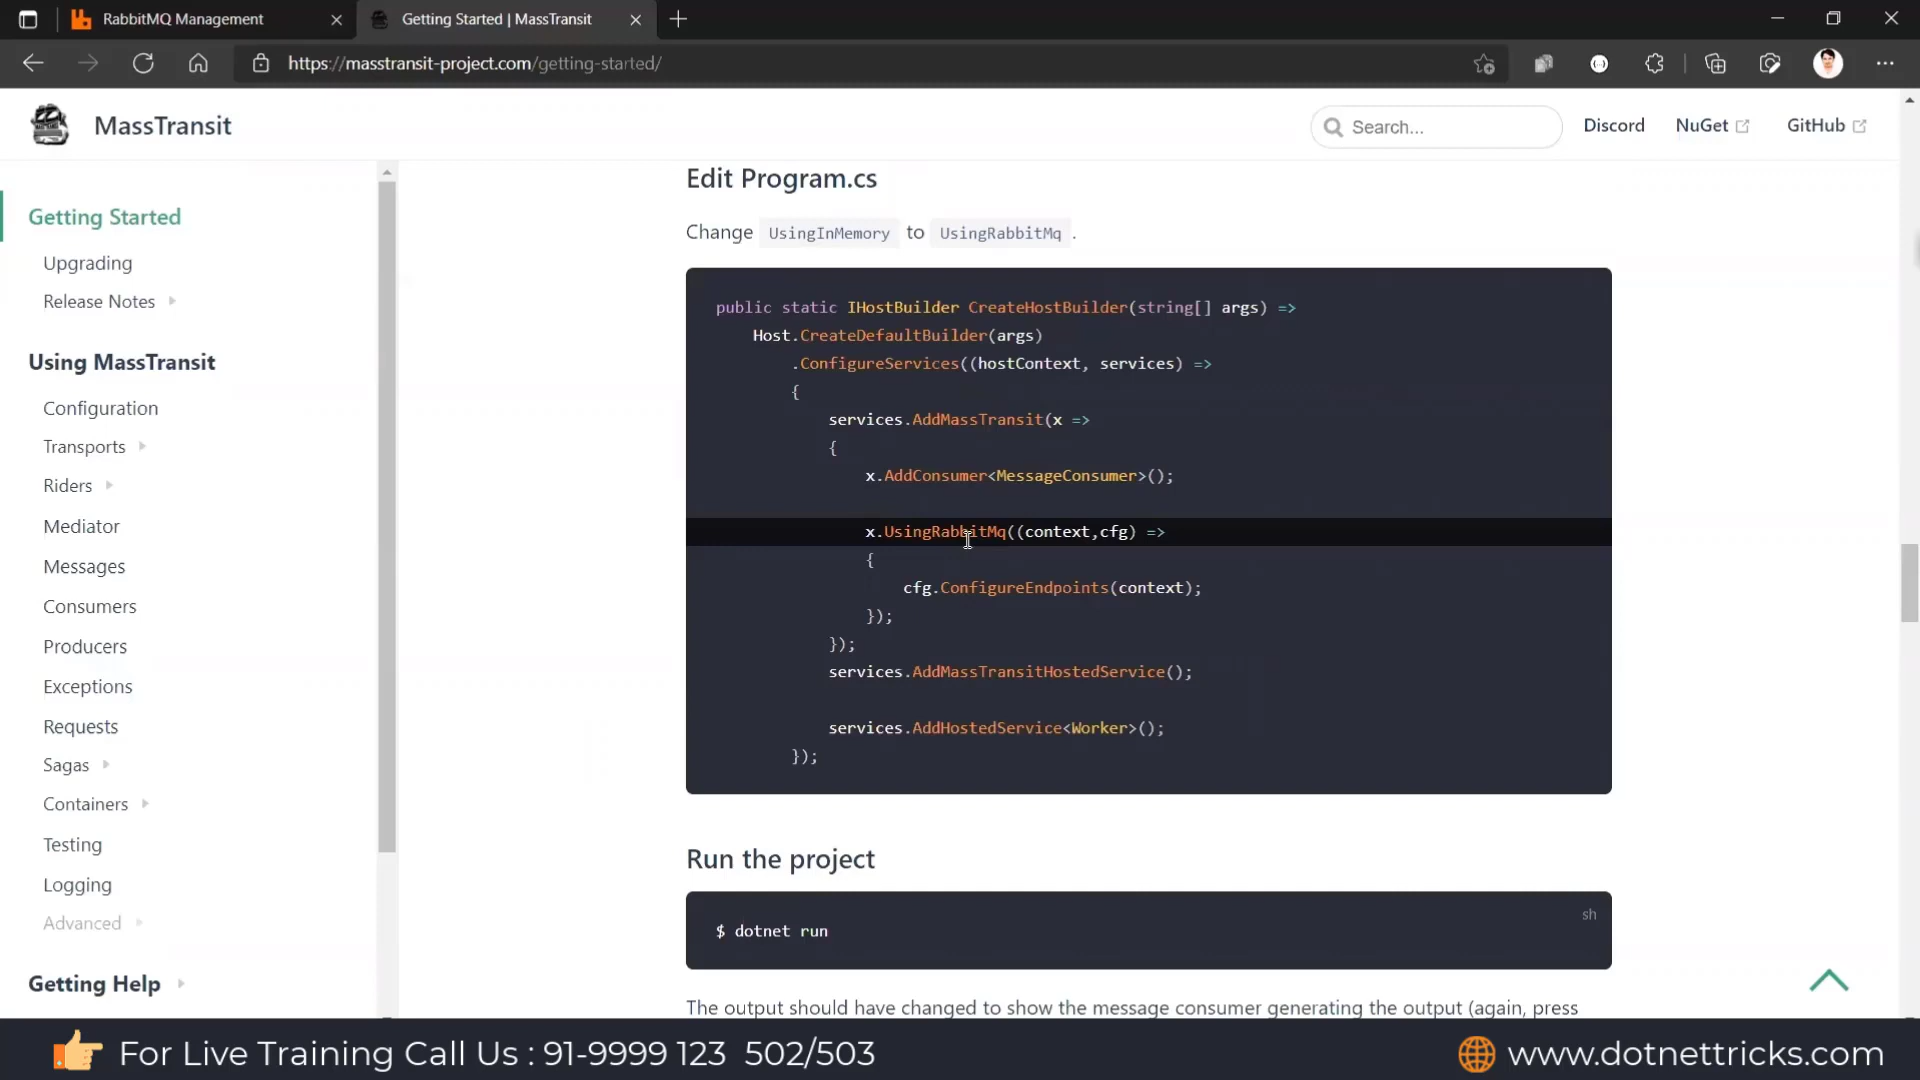 RabbitMQ Management
Getting Started | MassTransit
https://masstransit-project.com/getting-started/
MassTransit
Search...
Discord
NuGet
GitHub
Getting Started
Upgrading
Release Notes
Using MassTransit
Configuration
Transports
Riders
Mediator
Messages
Consumers
Producers
Exceptions
Requests
Sagas
Containers
Testing
Logging
Advanced
Getting Help
Edit Program.cs
Change UsingInMemory to UsingRabbitMq .
public static IHostBuilder CreateHostBuilder(string[] args) =>
Host.CreateDefaultBuilder(args)
.ConfigureServices((hostContext, services) =>
{
services.AddMassTransit(x =>
{
x.AddConsumer<MessageConsumer>();
x.UsingRabbitMq((context,cfg) =>
{
cfg.ConfigureEndpoints(context);
});
});
services.AddMassTransitHostedService();
services.AddHostedService<Worker>();
});
Run the project
sh
$ dotnet run
The output should have changed to show the message consumer generating the output (again, press
For Live Training Call Us : 91-9999 123 502/503
www.dotnettricks.com